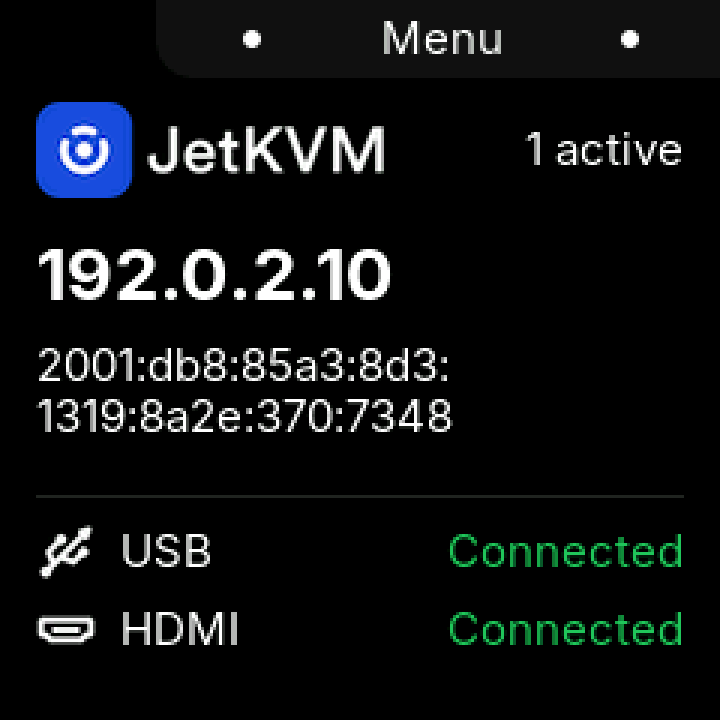 Menu
JetKVM
1 active
192.0.2.10
2001:db8:85a3:8d3:
1319:8a2e:370:7348
USB Connected
HDMI Connected